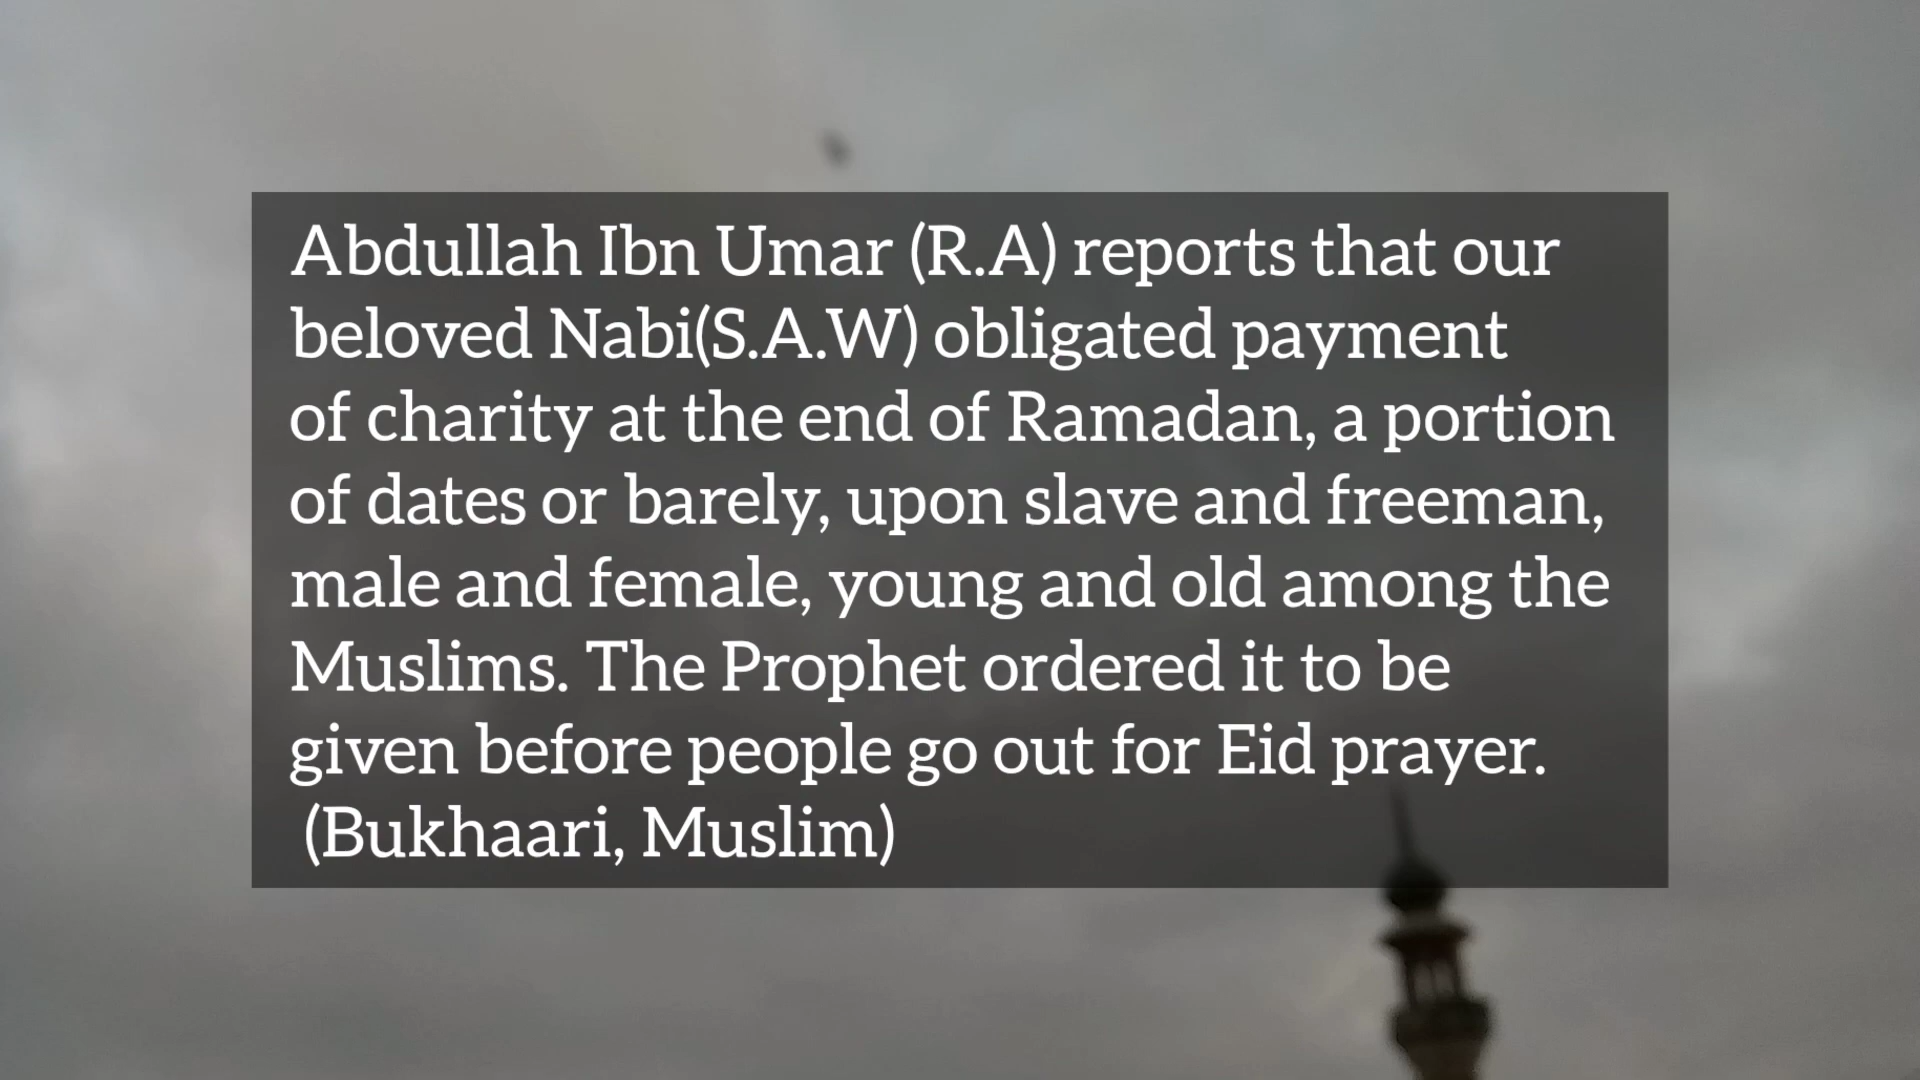 Abdullah Ibn Umar (R.A) reports that our
beloved Nabi(S.A.W) obligated payment
of charity at the end of Ramadan, a portion
of dates or barely, upon slave and freeman,
male and female, young and old among the
Muslims. The Prophet ordered it to be
given before people go out for Eid prayer.
(Bukhaari, Muslim)